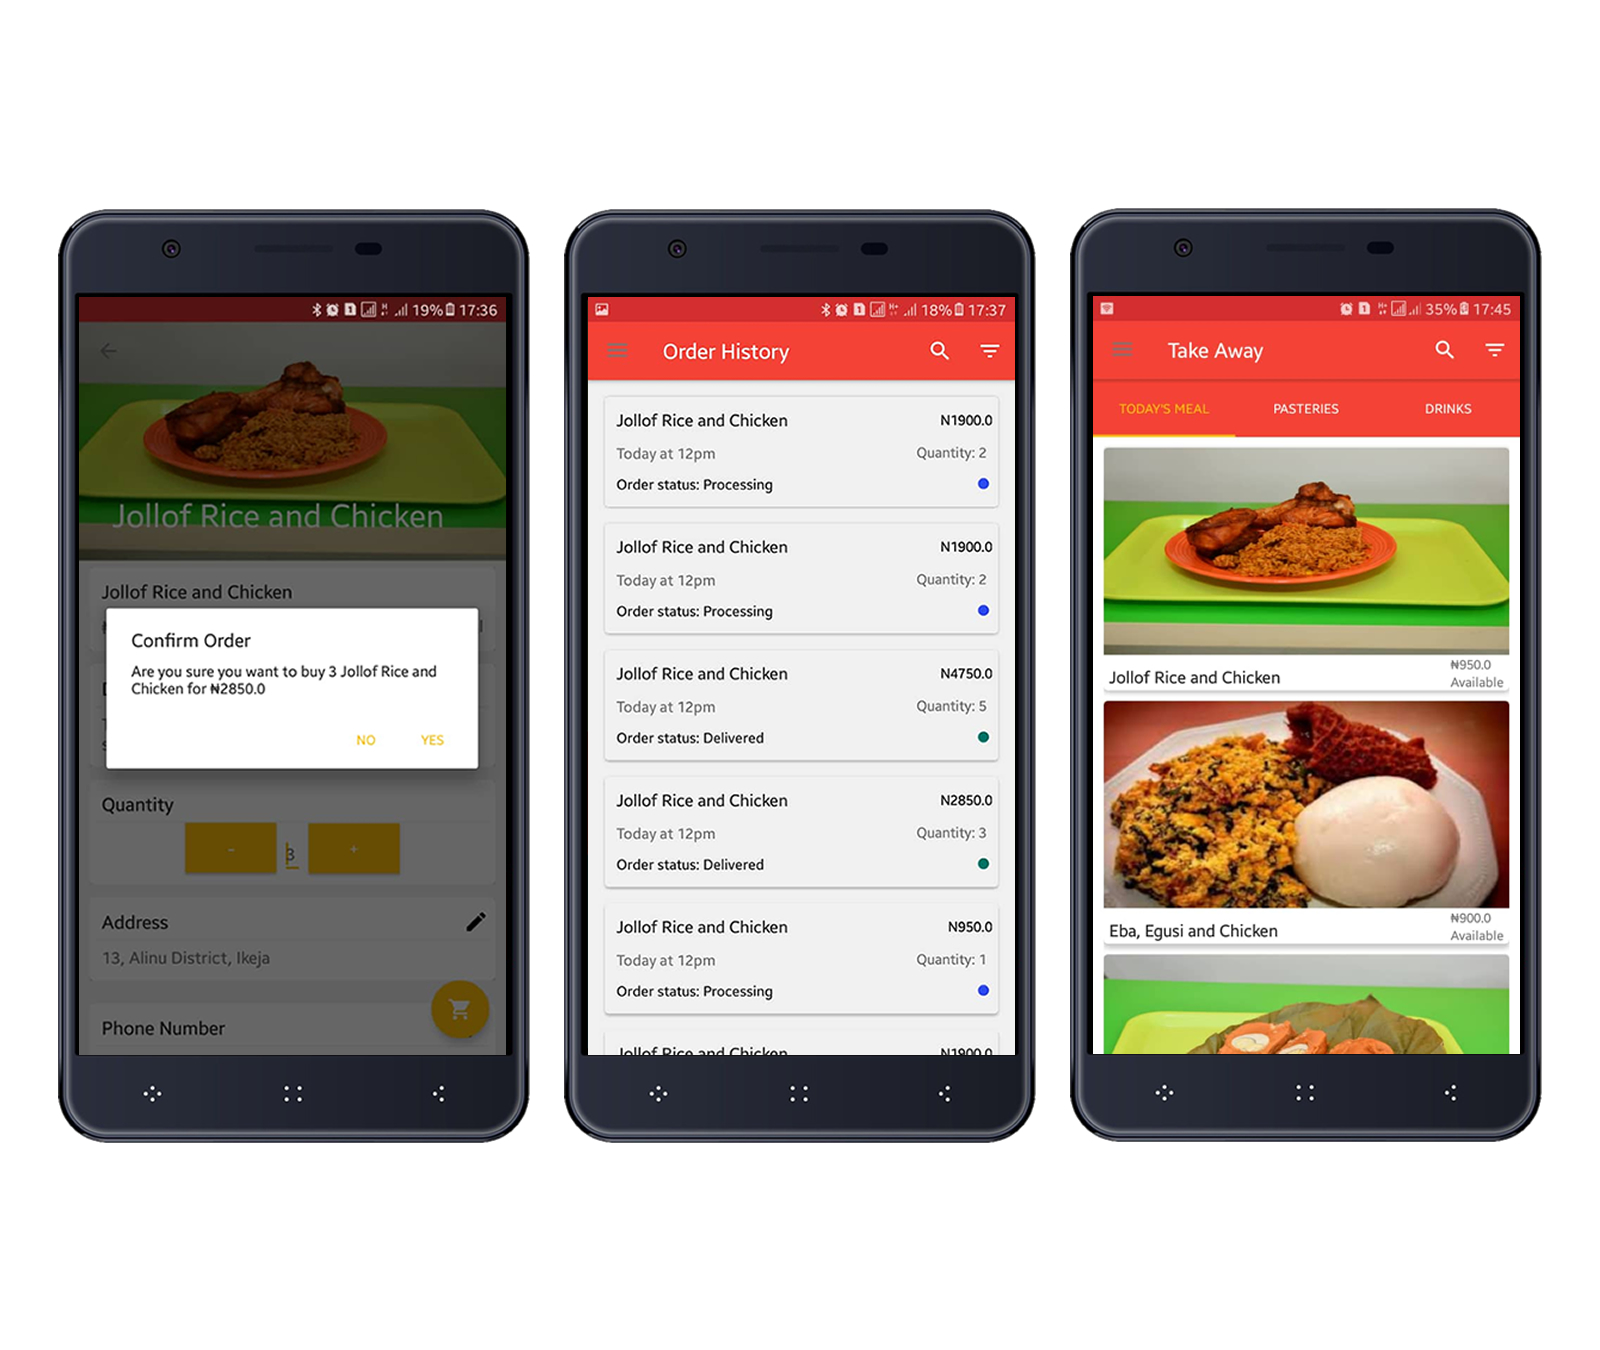 19% 17:36
Jollof Rice and Chicken
Jollof Rice and Chicken
Confirm Order
Are you sure you want to buy 3 Jollof Rice and
Chicken for ₦2850.0
NO YES
Quantity
- 3 +
Address
13, Alinu District, Ikeja
Phone Number
18% 17:37
Order History
Jollof Rice and Chicken N1900.0
Today at 12pm Quantity: 2
Order status: Processing
Jollof Rice and Chicken N1900.0
Today at 12pm Quantity: 2
Order status: Processing
Jollof Rice and Chicken N4750.0
Today at 12pm Quantity: 5
Order status: Delivered
Jollof Rice and Chicken N2850.0
Today at 12pm Quantity: 3
Order status: Delivered
Jollof Rice and Chicken N950.0
Today at 12pm Quantity: 1
Order status: Processing
Jollof Rice and Chicken N1900.0
35% 17:45
Take Away
TODAY'S MEAL PASTERIES DRINKS
₦950.0
Jollof Rice and Chicken Available
₦900.0
Eba, Egusi and Chicken Available